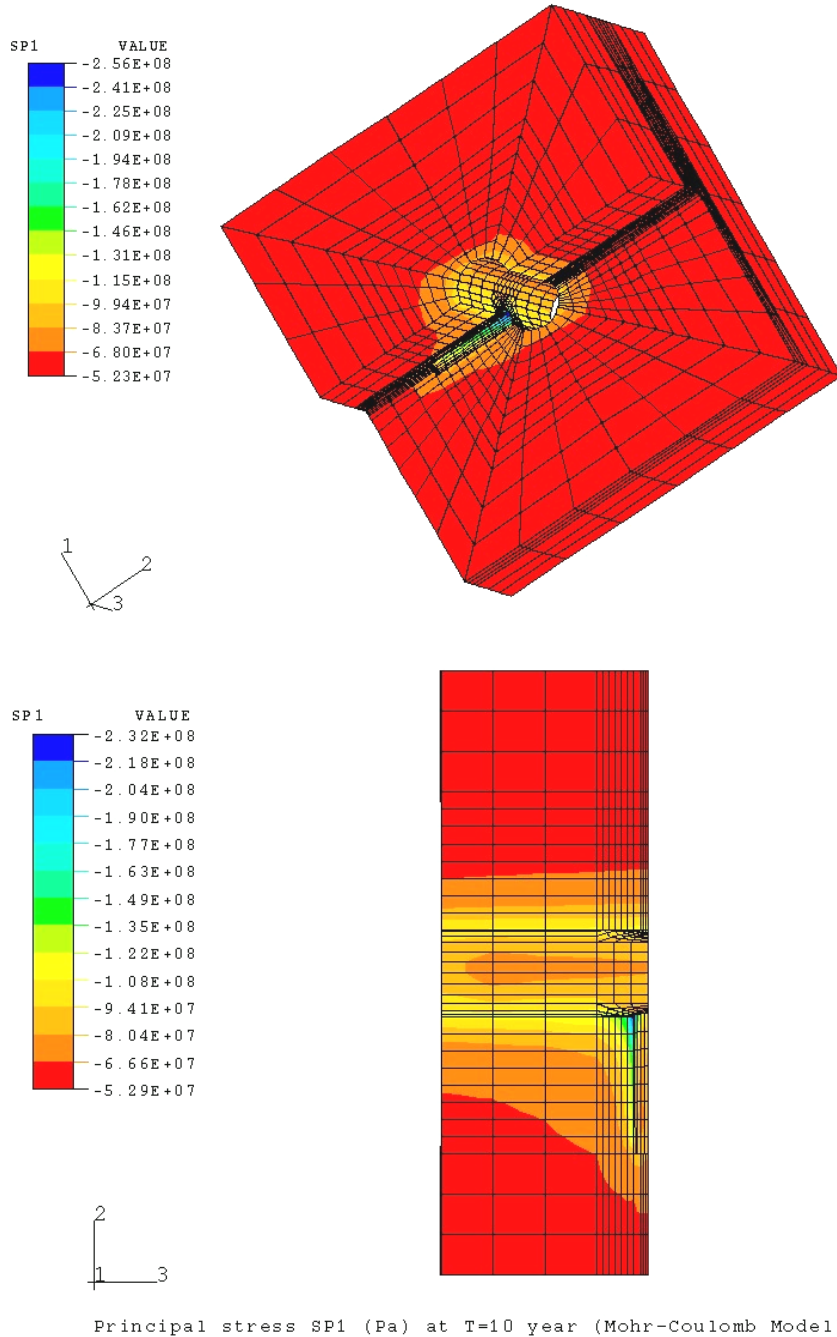 SP1 VALUE
-2.56E+08
-2.41E+08
-2.25E+08
-2.09E+08
-1.94E+08
-1.78E+08
-1.62E+08
-1.46E+08
-1.31E+08
-1.15E+08
-9.94E+07
-8.37E+07
-6.80E+07
-5.23E+07
1
2
3
SP1 VALUE
-2.32E+08
-2.18E+08
-2.04E+08
-1.90E+08
-1.77E+08
-1.63E+08
-1.49E+08
-1.35E+08
-1.22E+08
-1.08E+08
-9.41E+07
-8.04E+07
-6.66E+07
-5.29E+07
2
1 3
Principal stress SP1 (Pa) at T=10 year (Mohr-Coulomb Model